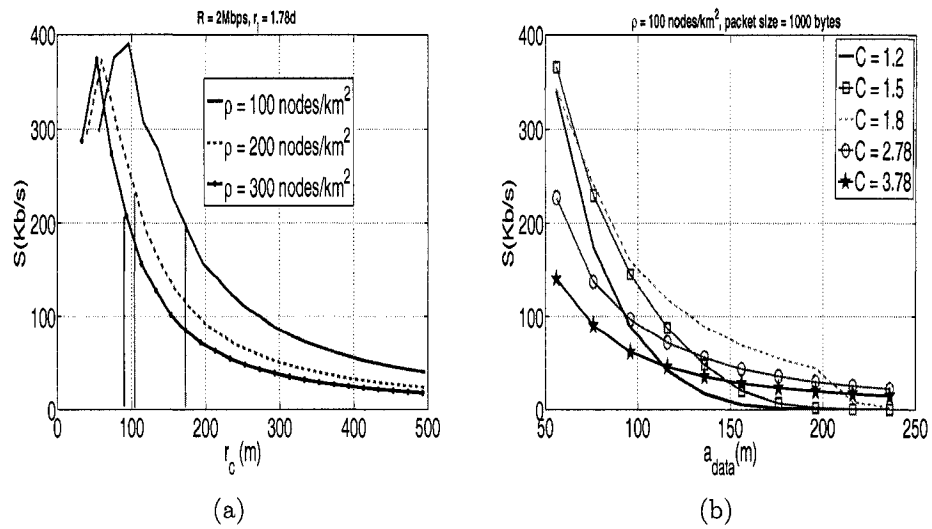 R = 2Mbps, r_i = 1.78d
S(Kb/s)
400
300
200
100
0
ρ = 100 nodes/km²
ρ = 200 nodes/km²
ρ = 300 nodes/km²
0 100 200 300 400 500
r_c (m)
(a)
ρ = 100 nodes/km², packet size = 1000 bytes
S(Kb/s)
400
300
200
100
0
C = 1.2
C = 1.5
C = 1.8
C = 2.78
C = 3.78
50 100 150 200 250
a_data (m)
(b)